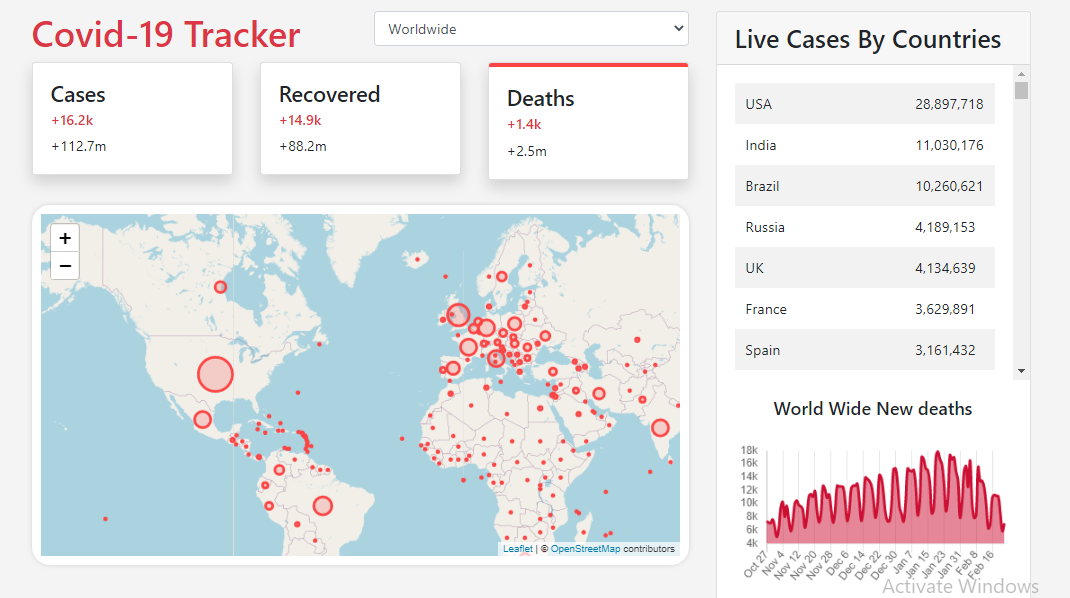 Covid-19 Tracker
Worldwide
Cases
+16.2k
+112.7m
Recovered
+14.9k
+88.2m
Deaths
+1.4k
+2.5m
+
−
Leaflet | © OpenStreetMap contributors
Live Cases By Countries
USA 28,897,718
India 11,030,176
Brazil 10,260,621
Russia 4,189,153
UK 4,134,639
France 3,629,891
Spain 3,161,432
World Wide New deaths
18k
16k
14k
12k
10k
8k
6k
4k
Oct 27
Nov 4
Nov 12
Nov 20
Nov 28
Dec 6
Dec 14
Dec 22
Dec 30
Jan 7
Jan 15
Jan 23
Jan 31
Feb 8
Feb 16
Activate Windows